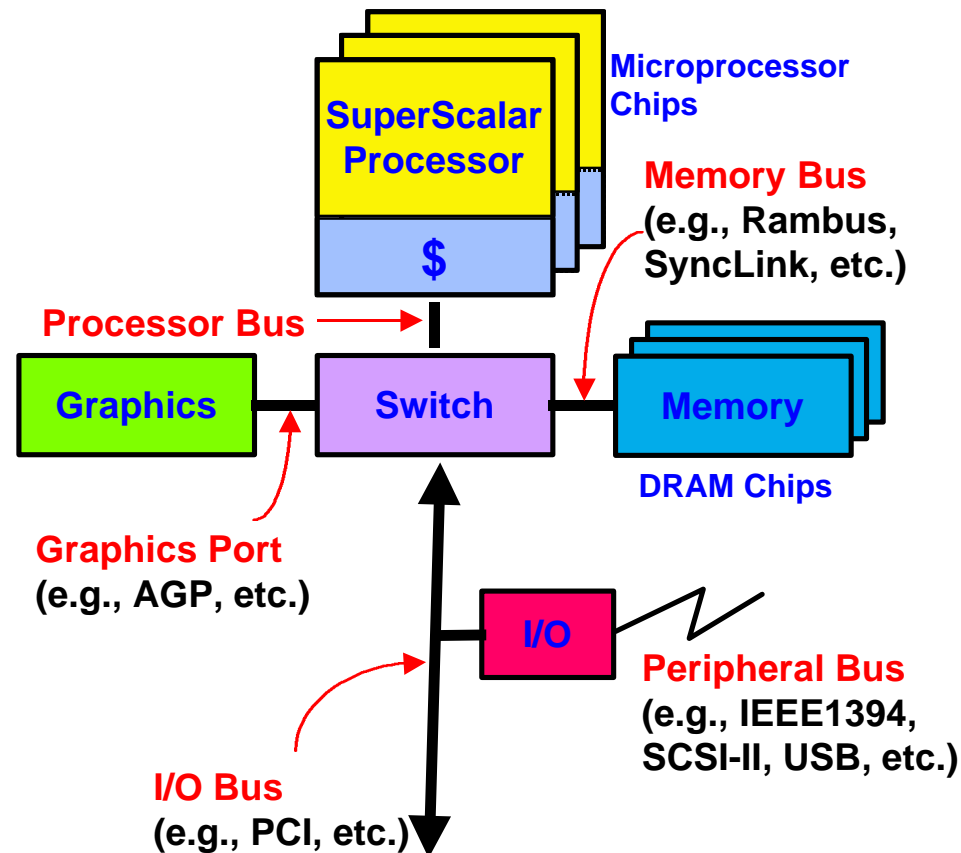 Microprocessor
Chips
SuperScalar
Processor
$
Memory Bus
(e.g., Rambus,
SyncLink, etc.)
Processor Bus
Graphics
Switch
Memory
DRAM Chips
Graphics Port
(e.g., AGP, etc.)
I/O
Peripheral Bus
(e.g., IEEE1394,
SCSI-II, USB, etc.)
I/O Bus
(e.g., PCI, etc.)